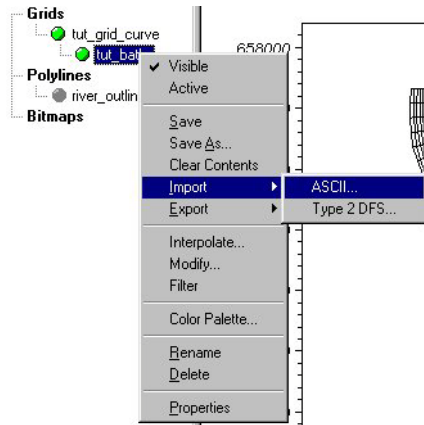 Grids
tut_grid_curve
tut_bat
658000
Polylines
river_outlin
Bitmaps
Visible
Active
Save
Save As...
Clear Contents
Import
Export
Interpolate...
Modify...
Filter
Color Palette...
Rename
Delete
Properties
ASCII...
Type 2 DFS...